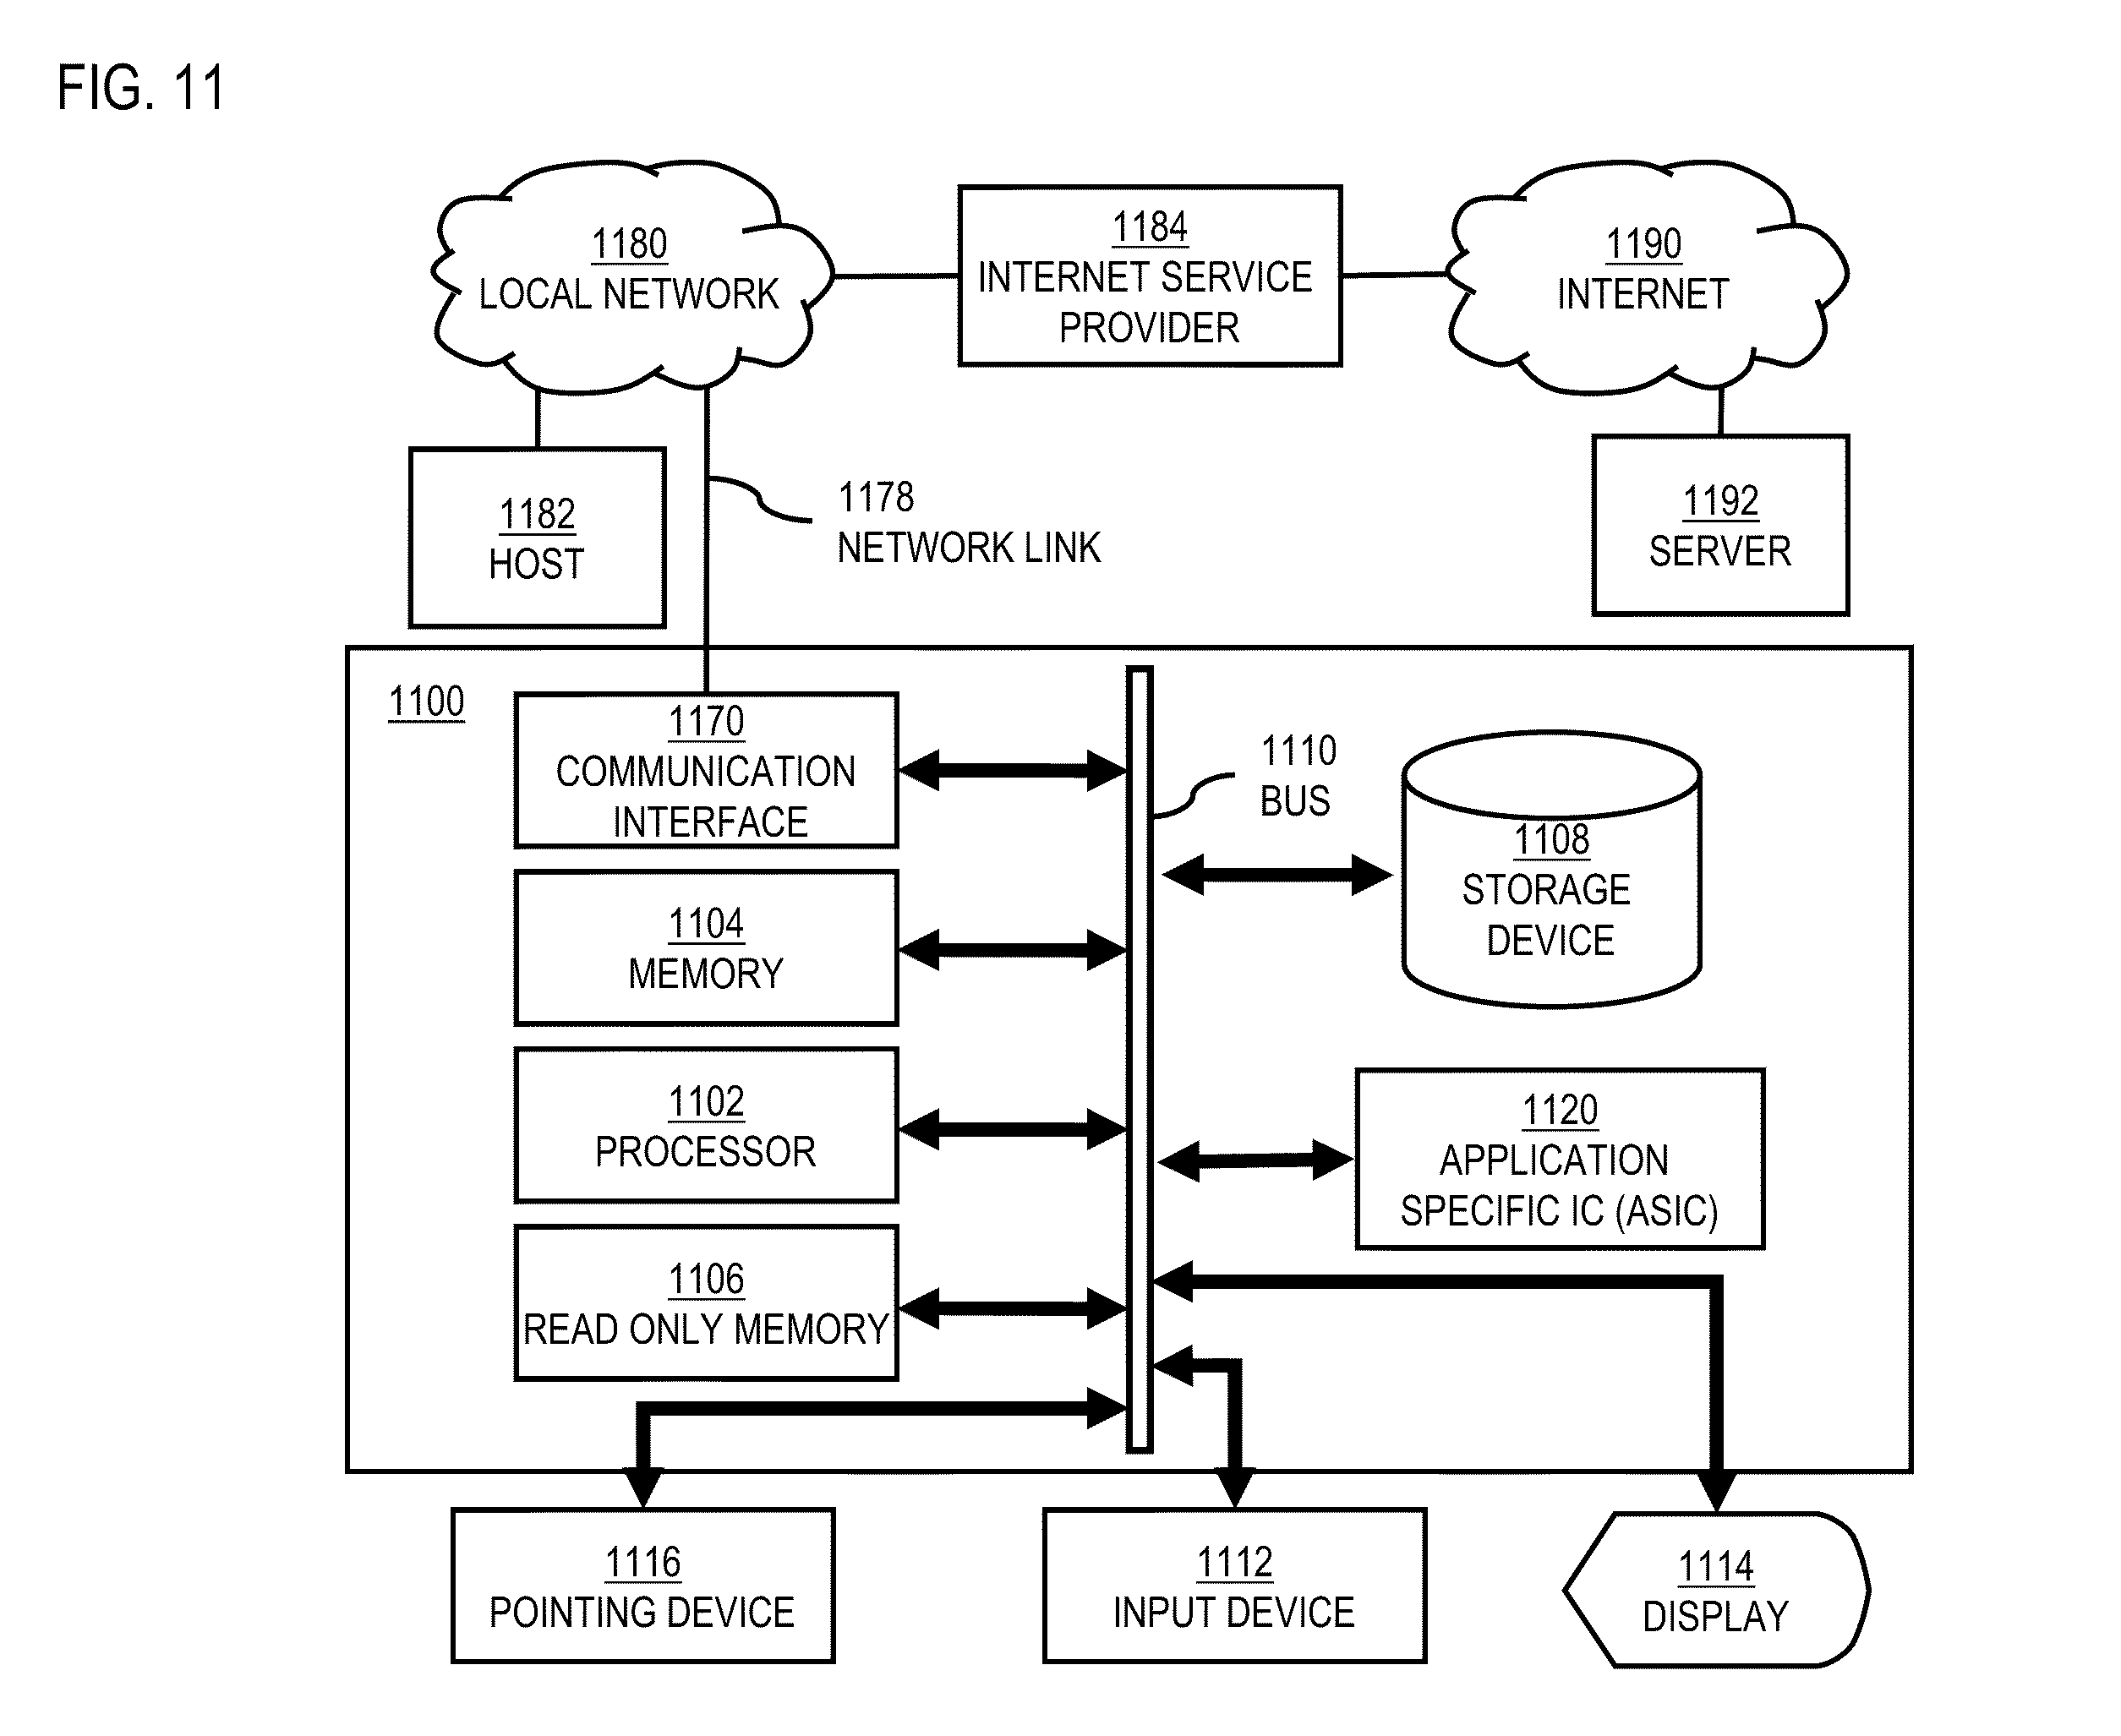 FIG. 11
1180
LOCAL NETWORK
1184
INTERNET SERVICE
PROVIDER
1190
INTERNET
1182
HOST
1178
NETWORK LINK
1192
SERVER
1100
1170
COMMUNICATION
INTERFACE
1110
BUS
1108
STORAGE
DEVICE
1104
MEMORY
1102
PROCESSOR
1120
APPLICATION
SPECIFIC IC (ASIC)
1106
READ ONLY MEMORY
1116
POINTING DEVICE
1112
INPUT DEVICE
1114
DISPLAY